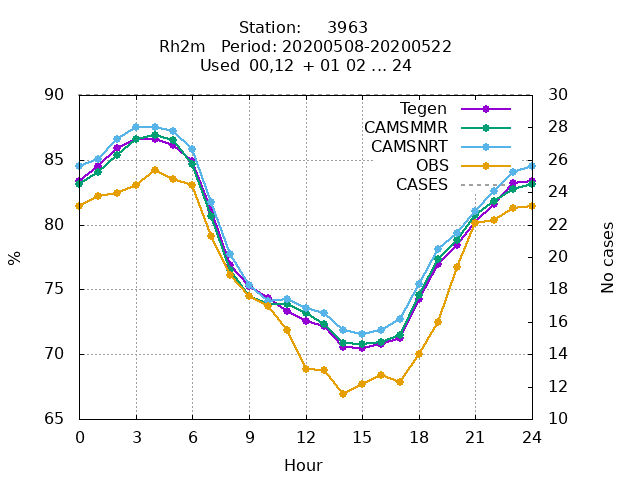 Station: 3963
Rh2m Period: 20200508-20200522
Used 00,12 + 01 02 ... 24
90
85
80
75
70
65
%
30
28
26
24
22
20
18
16
14
12
10
No cases
Tegen
CAMSMMR
CAMSNRT
OBS
CASES
0 3 6 9 12 15 18 21 24
Hour